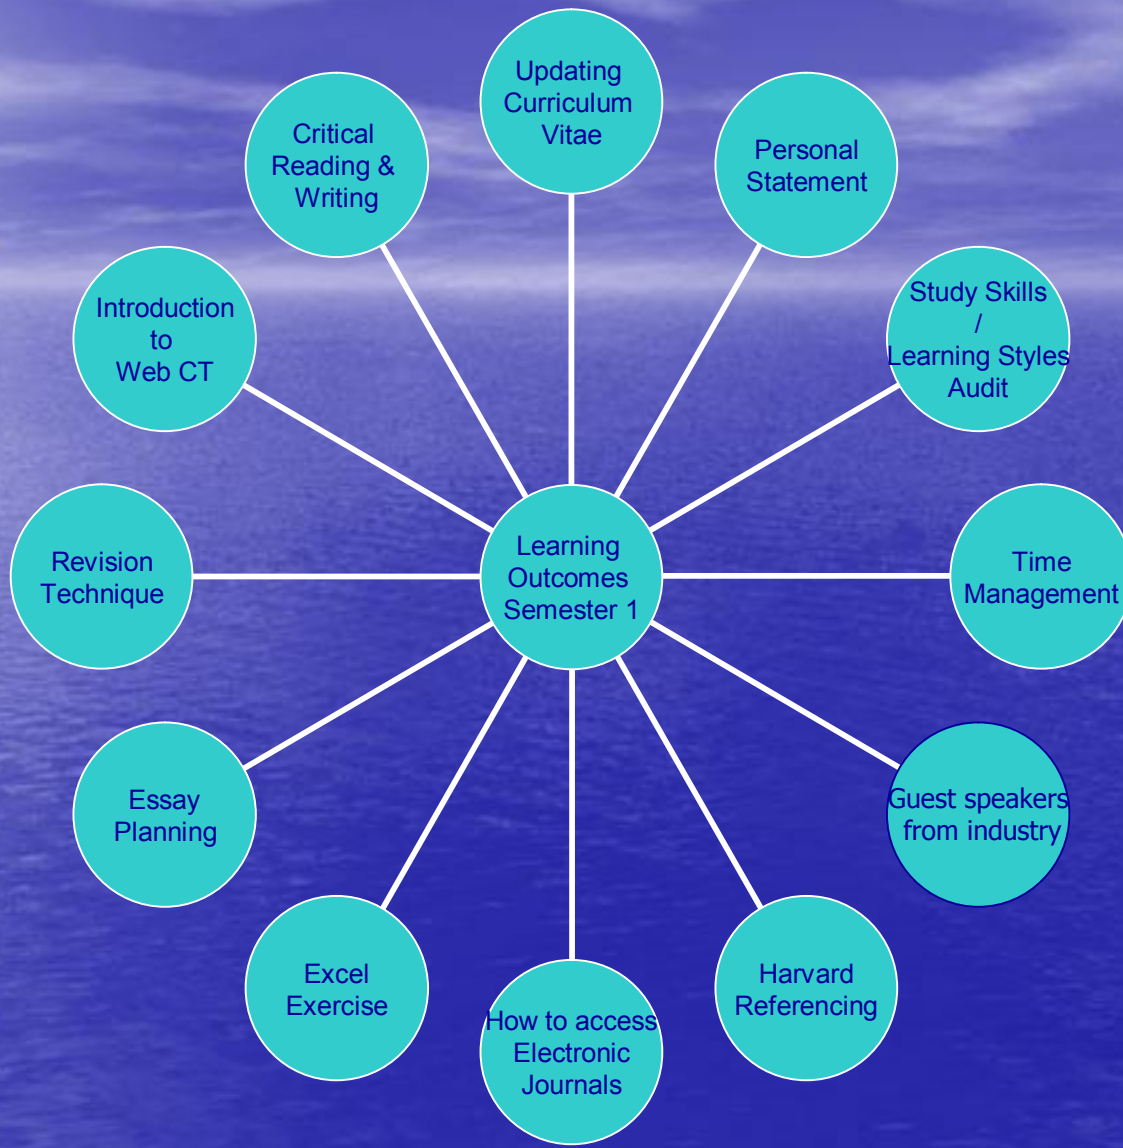 Updating
Curriculum
Vitae
Personal
Statement
Study Skills
/
Learning Styles
Audit
Time
Management
Guest speakers
from industry
Harvard
Referencing
How to access
Electronic
Journals
Excel
Exercise
Essay
Planning
Revision
Technique
Introduction
to
Web CT
Critical
Reading &
Writing
Learning
Outcomes
Semester 1